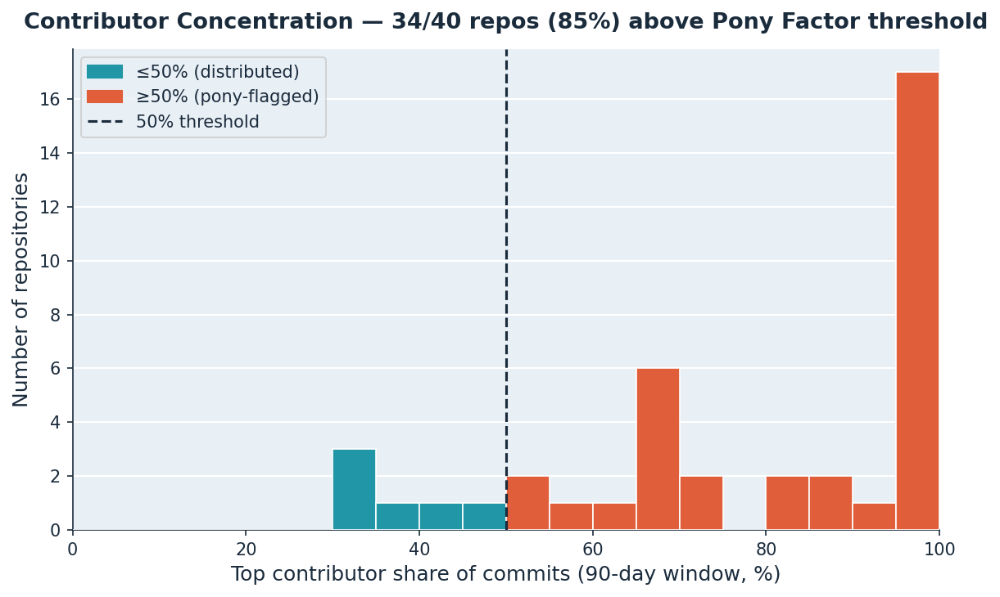 Contributor Concentration — 34/40 repos (85%) above Pony Factor threshold
≤50% (distributed)
≥50% (pony-flagged)
50% threshold
Number of repositories
16
14
12
10
8
6
4
2
0
0 20 40 60 80 100
Top contributor share of commits (90-day window, %)